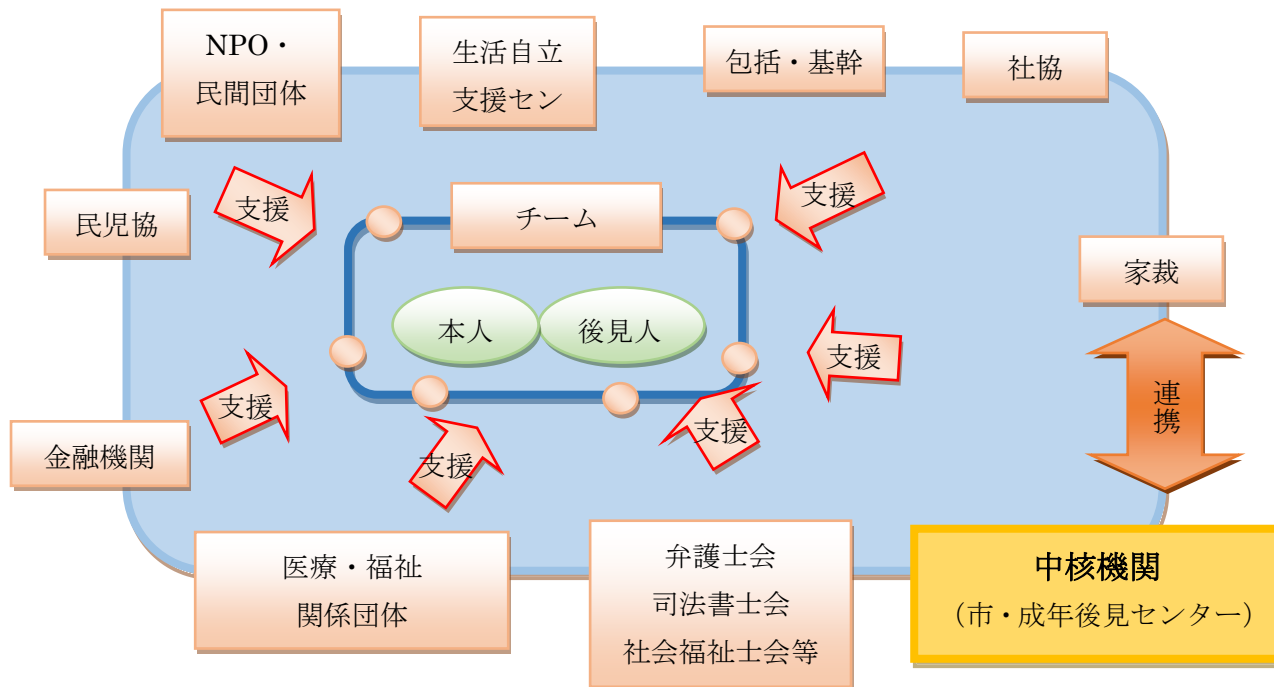 NPO・
民間団体
生活自立
支援セン
包括・基幹
社協
民児協
支援
チーム
支援
家裁
本人
後見人
支援
連携
支援
支援
支援
金融機関
医療・福祉
関係団体
弁護士会
司法書士会
社会福祉士会等
中核機関
（市・成年後見センター）